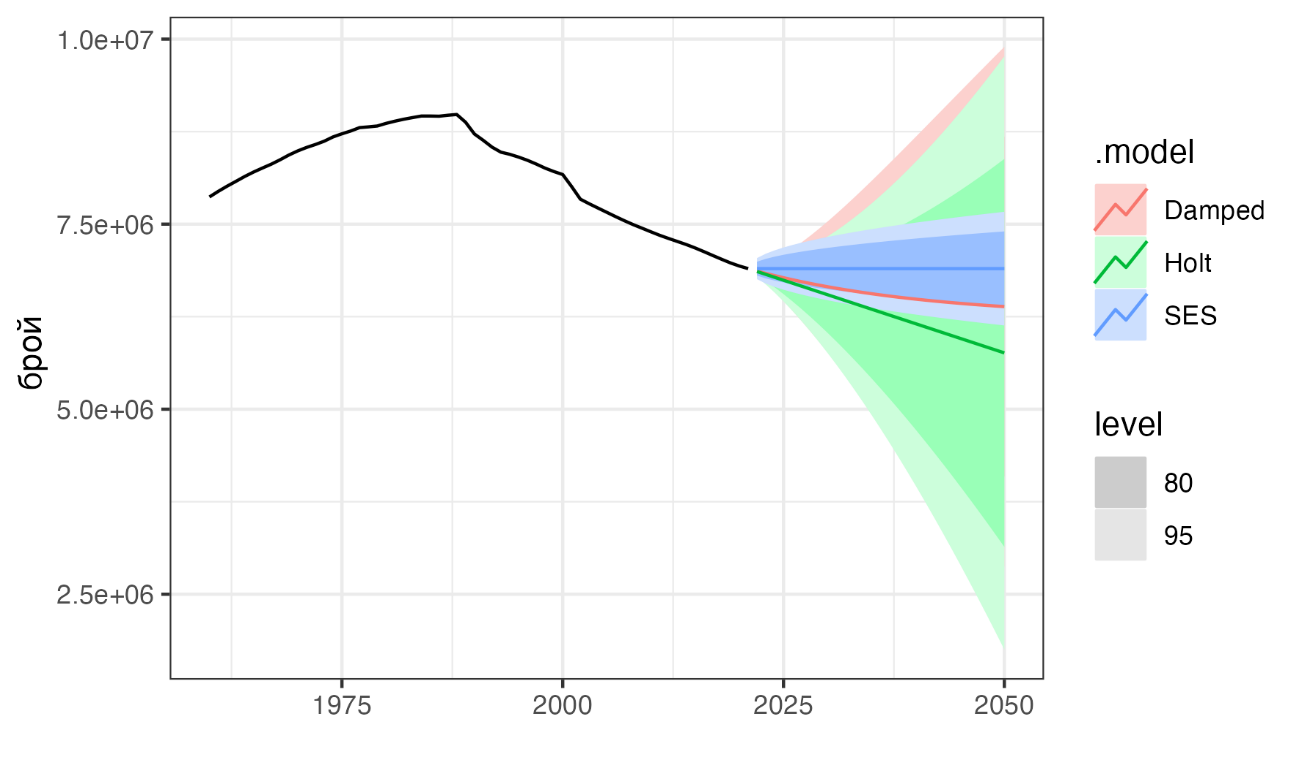 1.0e+07
7.5e+06
5.0e+06
2.5e+06
брой
1975
2000
2025
2050
.model
Damped
Holt
SES
level
80
95